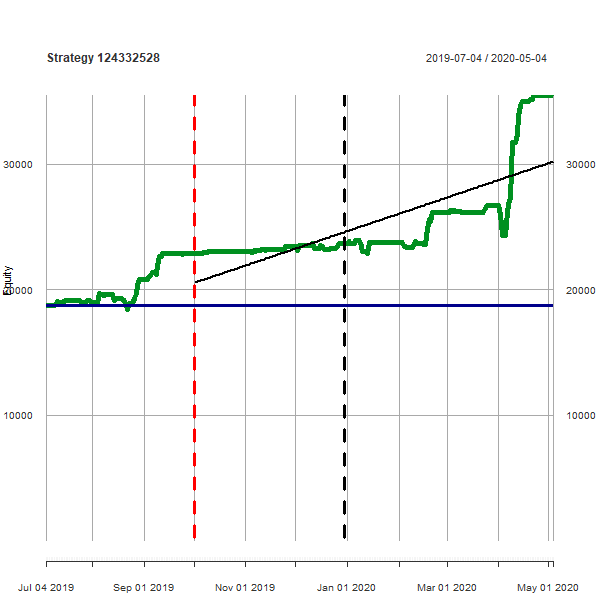 Strategy 124332528
2019-07-04 / 2020-05-04
30000
30000
Equity
20000
20000
10000
10000
Jul 04 2019
Sep 01 2019
Nov 01 2019
Jan 01 2020
Mar 01 2020
May 01 2020